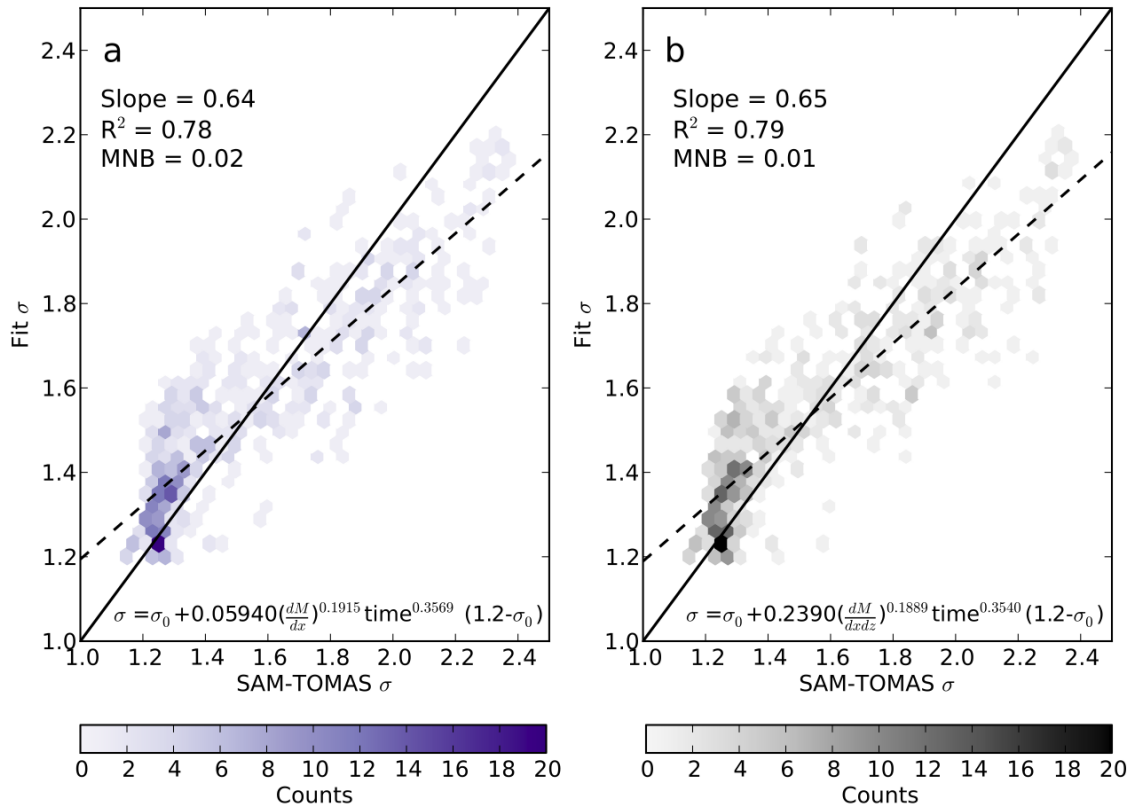 a
Slope = 0.64
R² = 0.78
MNB = 0.02
2.4
2.2
2.0
1.8
1.6
1.4
1.2
1.0
Fit σ
σ =σ₀+0.05940(dM/dx)^0.1915 time^0.3569 (1.2-σ₀)
1.0 1.2 1.4 1.6 1.8 2.0 2.2 2.4
SAM-TOMAS σ
0 2 4 6 8 10 12 14 16 18 20
Counts
b
Slope = 0.65
R² = 0.79
MNB = 0.01
2.4
2.2
2.0
1.8
1.6
1.4
1.2
1.0
Fit σ
σ =σ₀+0.2390(dM/dxdz)^0.1889 time^0.3540 (1.2-σ₀)
1.0 1.2 1.4 1.6 1.8 2.0 2.2 2.4
SAM-TOMAS σ
0 2 4 6 8 10 12 14 16 18 20
Counts